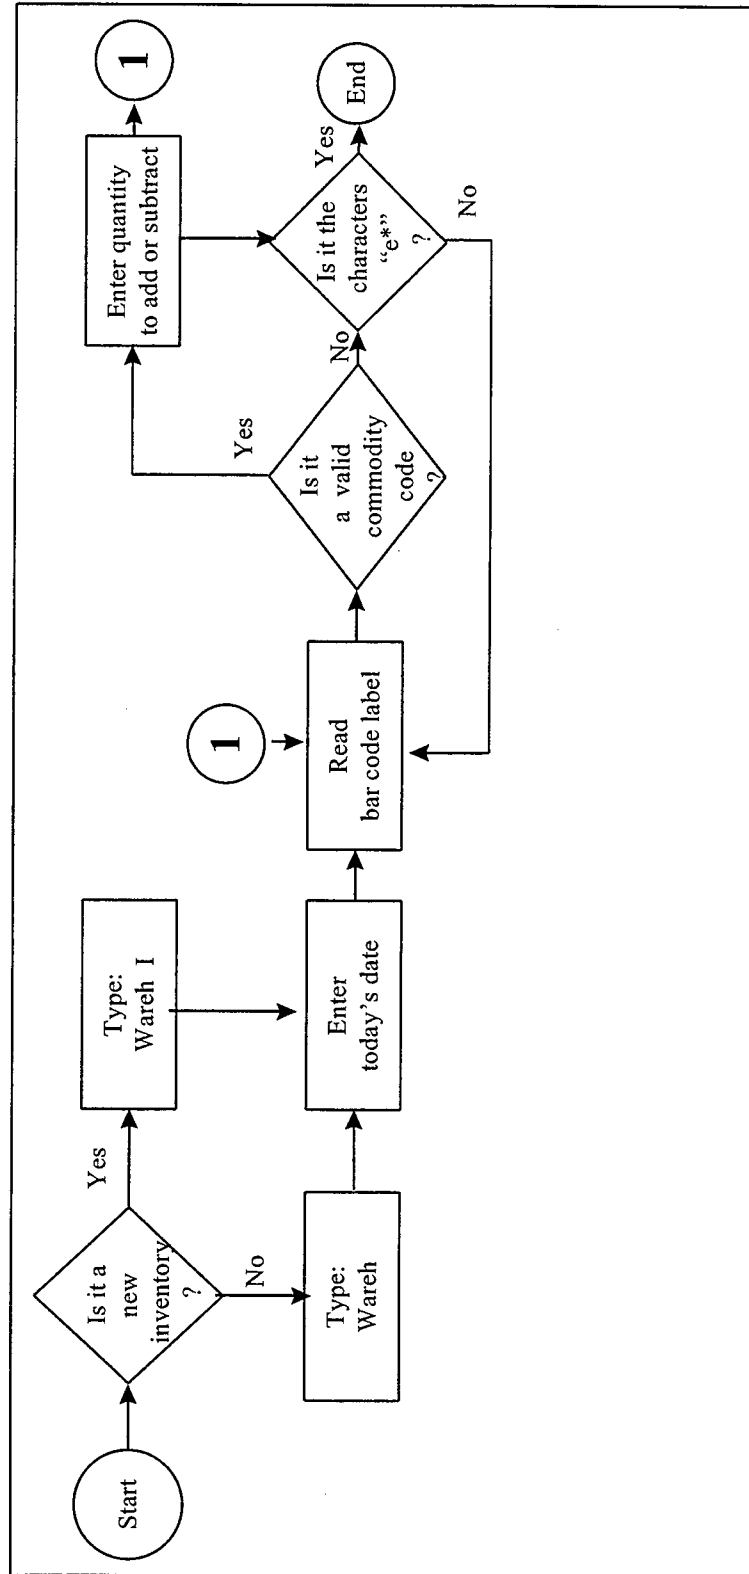 Start
Is it a
new
inventory
?
Yes
No
Type:
Wareh I
Type:
Wareh
Enter
today's date
1
Read
bar code label
Is it
a valid
commodity
code
?
Yes
No
Enter quantity
to add or subtract
1
Is it the
characters
“e*”
?
Yes
No
End